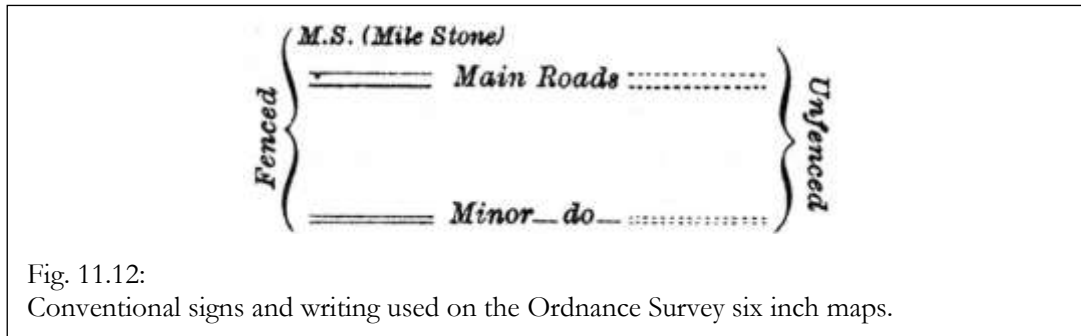 M.S. (Mile Stone)
Fenced
Main Roads
Unfenced
Minor do
Fig. 11.12:
Conventional signs and writing used on the Ordnance Survey six inch maps.